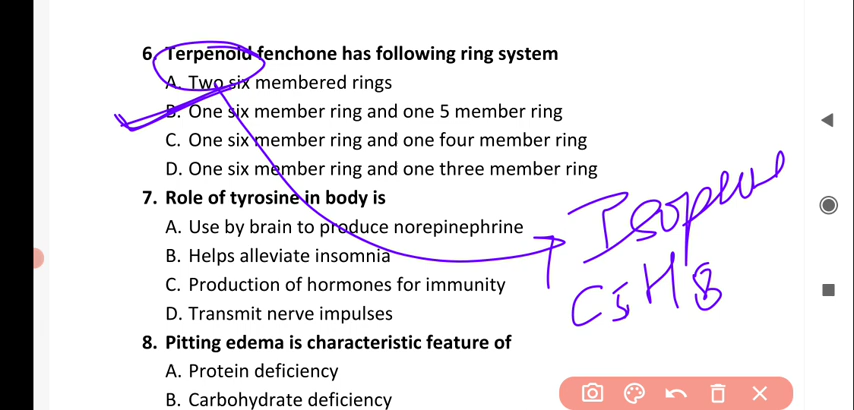 6. Terpenoid fenchone has following ring system
A. Two six membered rings
B. One six member ring and one 5 member ring
C. One six member ring and one four member ring
D. One six member ring and one three member ring
7. Role of tyrosine in body is
A. Use by brain to produce norepinephrine
B. Helps alleviate insomnia
C. Production of hormones for immunity
D. Transmit nerve impulses
8. Pitting edema is characteristic feature of
A. Protein deficiency
B. Carbohydrate deficiency
C5H8